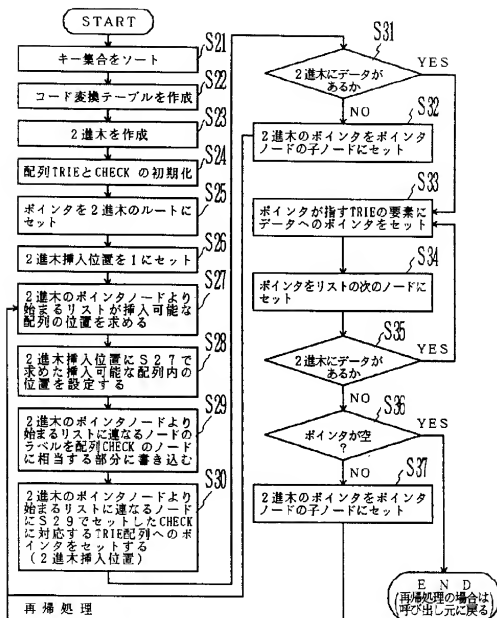 START
S21
キー集合をソート
S22
コード変換テーブルを作成
S23
2進木を作成
S24
配列TRIEとCHECK の初期化
S25
ポインタを2進木のルートに
セット
S26
2進木挿入位置を1にセット
S27
2進木のポインタノードより
始まるリストが挿入可能な
配列の位置を求める
S28
2進木挿入位置にS27で
求めた挿入可能な配列内の
位置を設定する
S29
2進木のポインタノードより
始まるリストに連なるノードの
ラベルを配列CHECK のノード
に相当する部分に書き込む
S30
2進木のポインタノードより
始まるリストに連なるノード
にS29でセットしたCHECK
に対応するTRIE配列へのポ
インタをセットする
(2進木挿入位置)
再帰処理
S31
2進木にデータが
あるか
YES
NO
S32
2進木のポインタをポインタ
ノードの子ノードにセット
S33
ポインタが指すTRIEの要素に
データへのポインタをセット
S34
ポインタをリストの次のノードに
セット
S35
2進木にデータが
あるか
YES
NO
S36
ポインタが空
?
YES
NO
S37
2進木のポインタをポインタ
ノードの子ノードにセット
END
(再帰処理の場合は
呼び出し元に戻る)